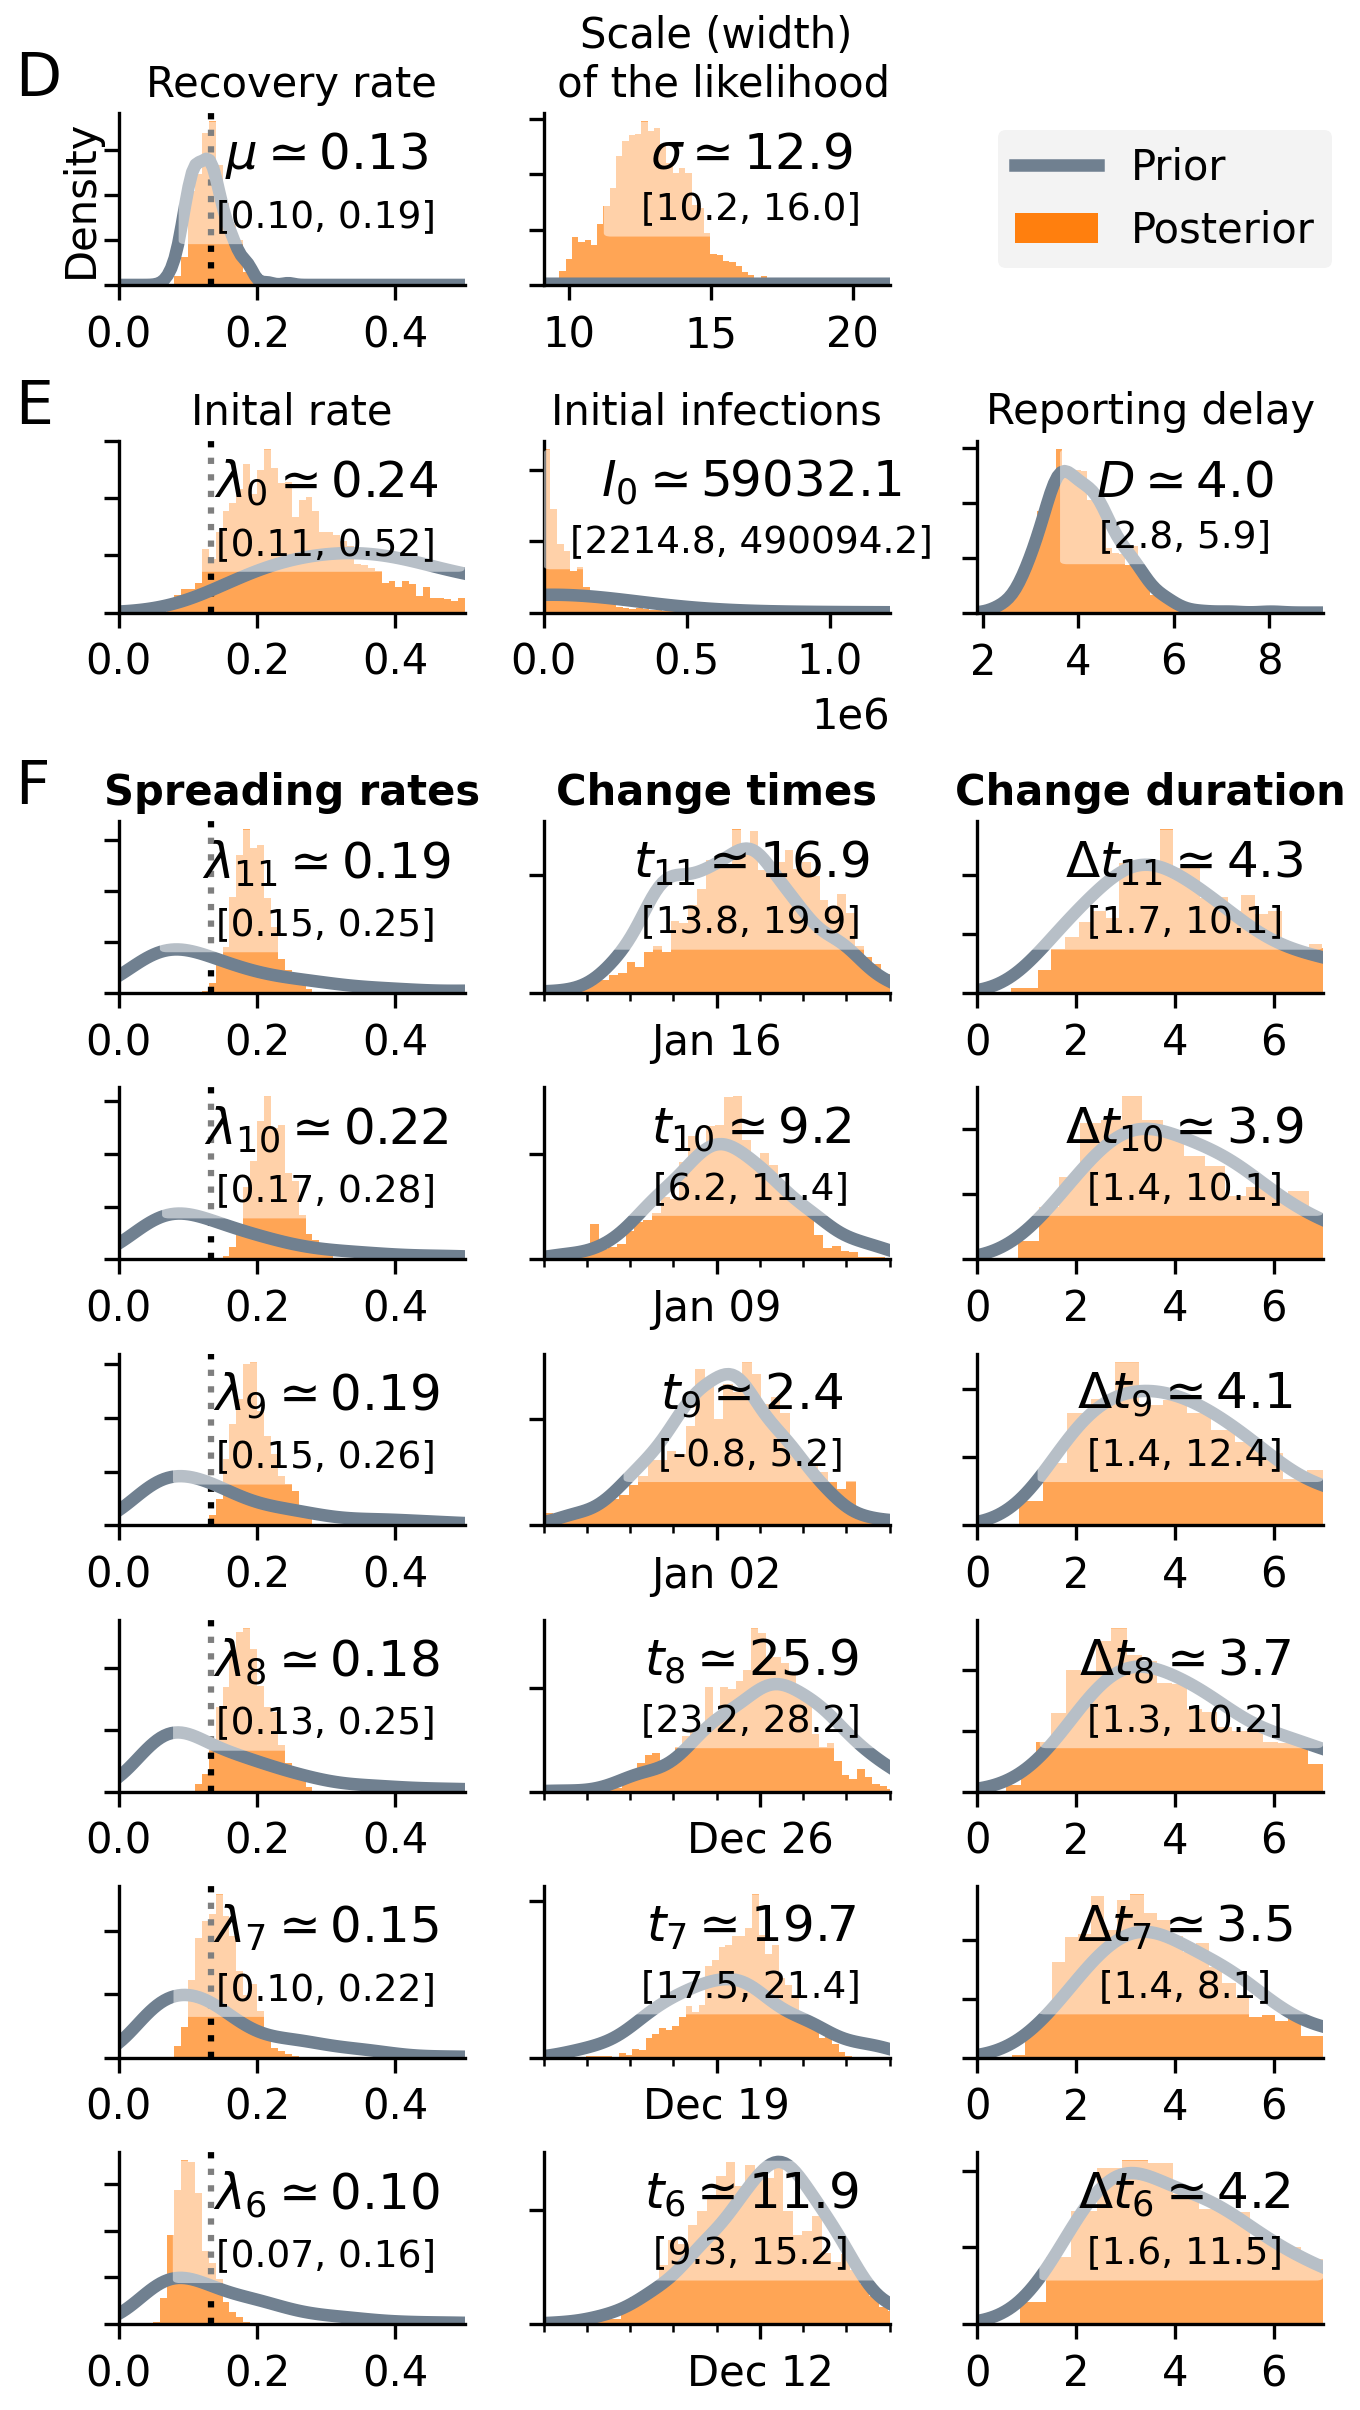 D
Recovery rate
Scale (width)
of the likelihood
Density
μ ≃ 0.13
[0.10, 0.19]
σ ≃ 12.9
[10.2, 16.0]
Prior
Posterior
0.0 0.2 0.4
10 15 20
E
Inital rate
Initial infections
Reporting delay
λ0 ≃ 0.24
[0.11, 0.52]
I0 ≃ 59032.1
[2214.8, 490094.2]
D ≃ 4.0
[2.8, 5.9]
0.0 0.2 0.4
0.0 0.5 1.0
1e6
2 4 6 8
F
Spreading rates
Change times
Change duration
λ11 ≃ 0.19
[0.15, 0.25]
t11 ≃ 16.9
[13.8, 19.9]
Δt11 ≃ 4.3
[1.7, 10.1]
0.0 0.2 0.4
Jan 16
0 2 4 6
λ10 ≃ 0.22
[0.17, 0.28]
t10 ≃ 9.2
[6.2, 11.4]
Δt10 ≃ 3.9
[1.4, 10.1]
0.0 0.2 0.4
Jan 09
0 2 4 6
λ9 ≃ 0.19
[0.15, 0.26]
t9 ≃ 2.4
[-0.8, 5.2]
Δt9 ≃ 4.1
[1.4, 12.4]
0.0 0.2 0.4
Jan 02
0 2 4 6
λ8 ≃ 0.18
[0.13, 0.25]
t8 ≃ 25.9
[23.2, 28.2]
Δt8 ≃ 3.7
[1.3, 10.2]
0.0 0.2 0.4
Dec 26
0 2 4 6
λ7 ≃ 0.15
[0.10, 0.22]
t7 ≃ 19.7
[17.5, 21.4]
Δt7 ≃ 3.5
[1.4, 8.1]
0.0 0.2 0.4
Dec 19
0 2 4 6
λ6 ≃ 0.10
[0.07, 0.16]
t6 ≃ 11.9
[9.3, 15.2]
Δt6 ≃ 4.2
[1.6, 11.5]
0.0 0.2 0.4
Dec 12
0 2 4 6